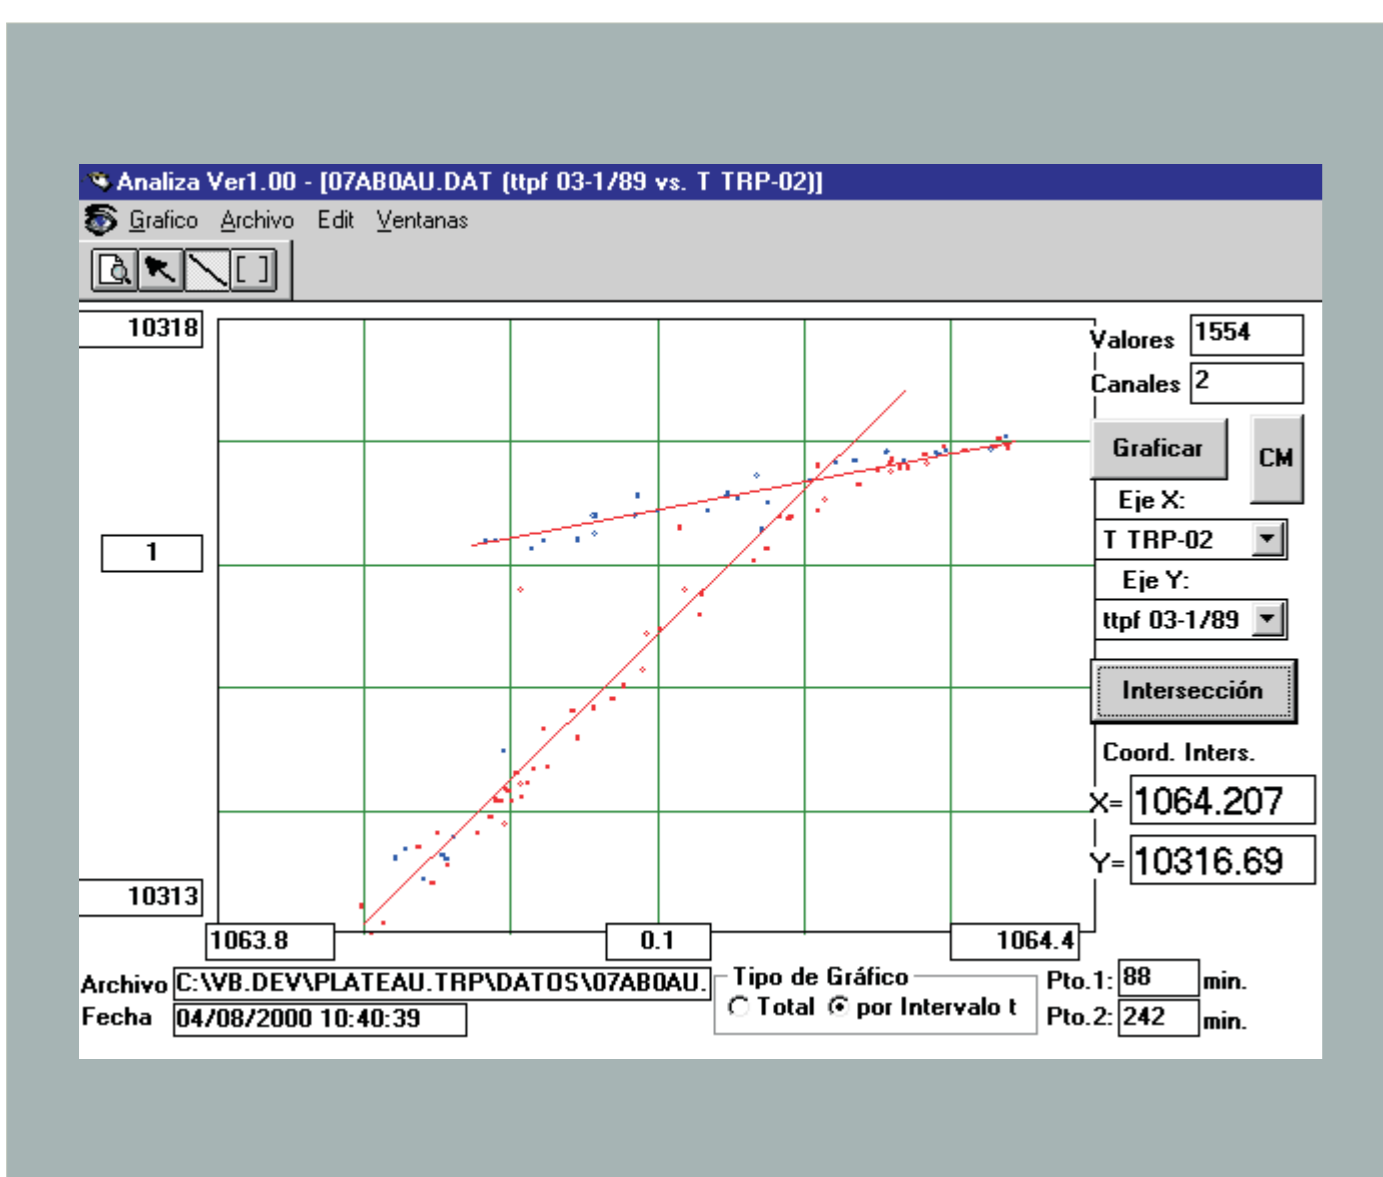 Analiza Ver1.00 - [07AB0AU.DAT (ttpf 03-1/89 vs. T TRP-02)]
Grafico Archivo Edit Ventanas
10318
Valores 1554
Canales 2
Graficar
CM
Eje X:
T TRP-02
1
Eje Y:
ttpf 03-1/89
Intersección
Coord. Inters.
X= 1064.207
Y= 10316.69
10313
1063.8 0.1 1064.4
Archivo C:\VB.DEV\PLATEAU.TRP\DATOS\07AB0AU.
Fecha 04/08/2000 10:40:39
Tipo de Gráfico
Total por Intervalo t
Pto.1: 88 min.
Pto.2: 242 min.